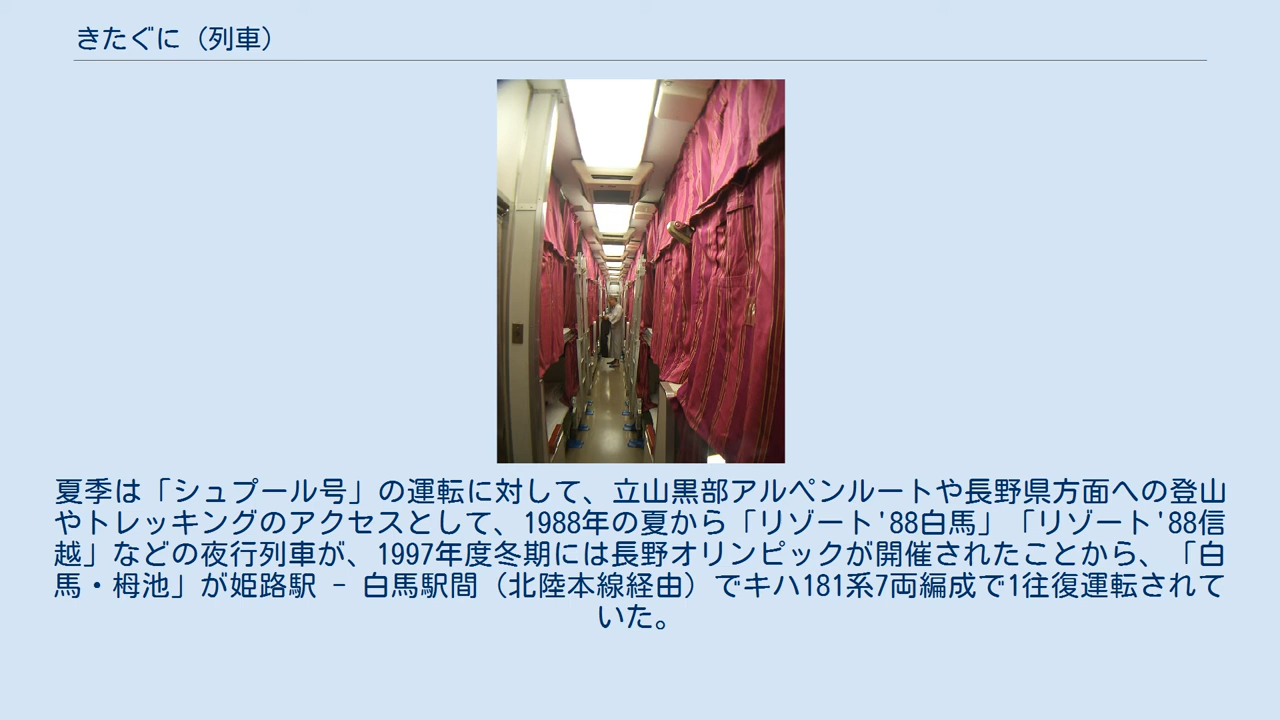 きたぐに（列車）
夏季は「シュプール号」の運転に対して、立山黒部アルペンルートや長野県方面への登山
やトレッキングのアクセスとして、1988年の夏から「リゾート'88白馬」「リゾート'88信
越」などの夜行列車が、1997年度冬期には長野オリンピックが開催されたことから、「白
馬・栂池」が姫路駅 - 白馬駅間（北陸本線経由）でキハ181系7両編成で1往復運転されて
いた。